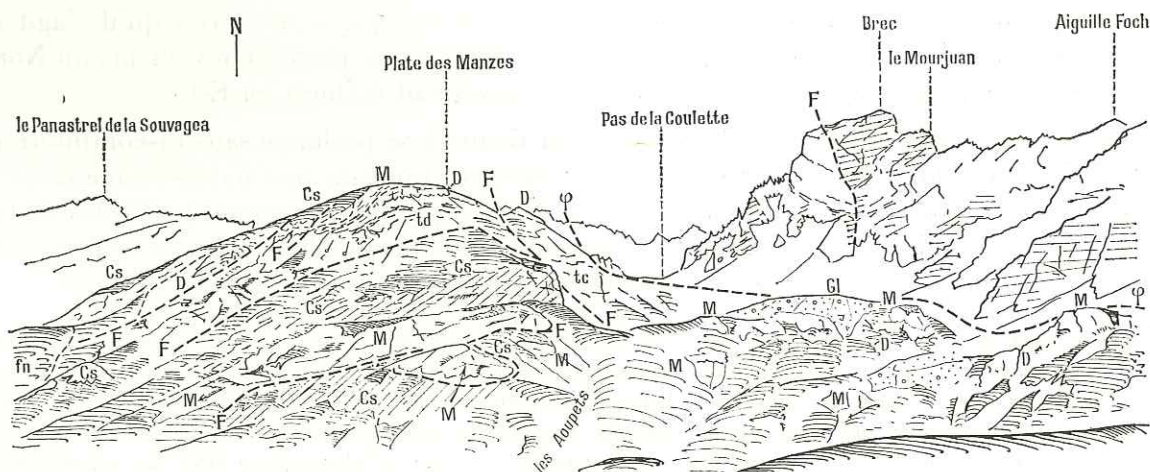 N
Brec
Aiguille Foch
le Mourjuan
Plate des Manzes
F
Pas de la Coulette
le Panastrel de la Souvagea
M
D
F
Cs
D
φ
td
F
Cs
Cs
tc
D
Gl
M
M
φ
Cs
M
F
F
F
M
D
M
fn
Cs
Cs
M
M
D
M
Cs
F
M
M
les Aoupets